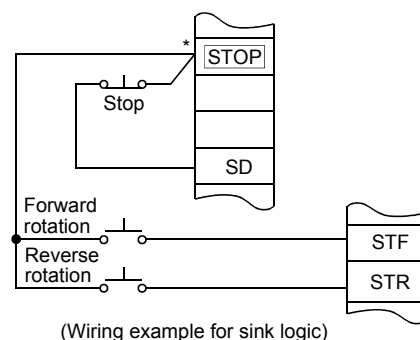 *
STOP
Stop
SD
Forward
rotation
STF
Reverse
rotation
STR
(Wiring example for sink logic)